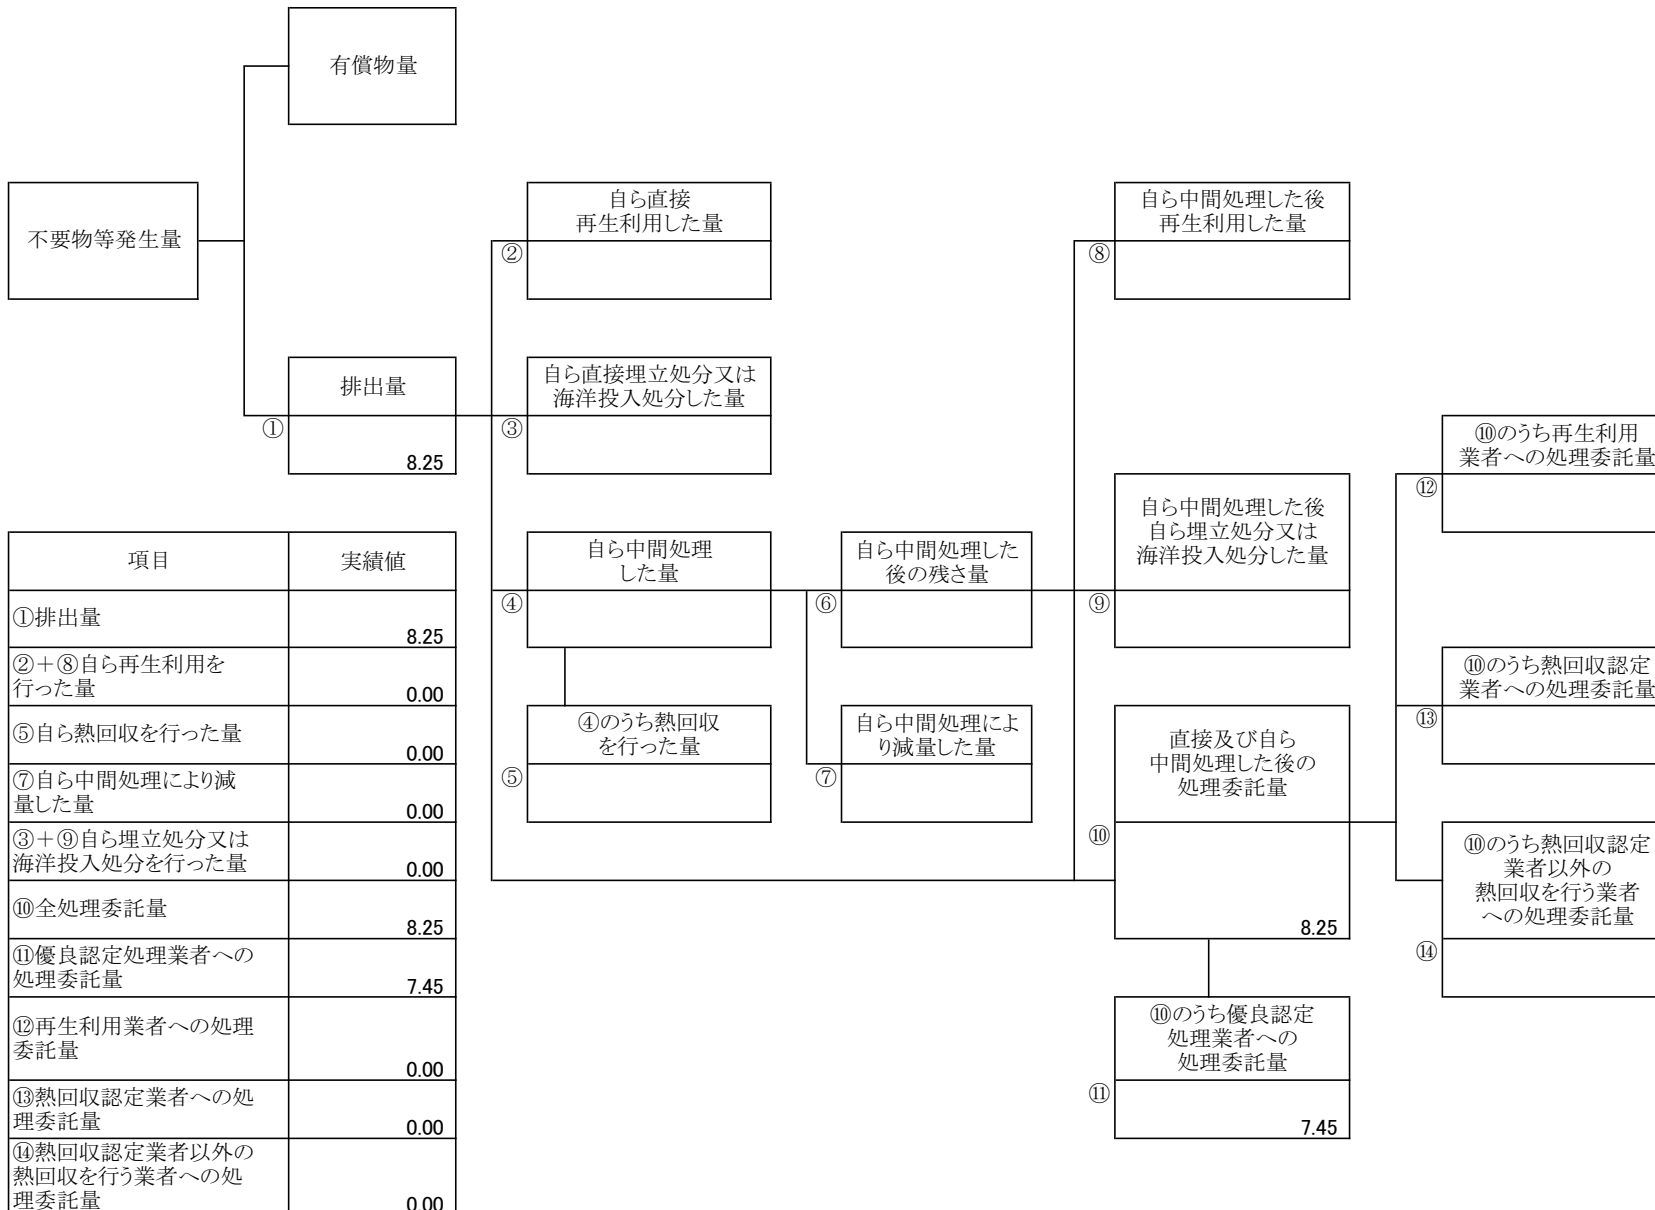 有償物量
不要物等発生量
自ら直接
再生利用した量
②
自ら中間処理した後
再生利用した量
⑧
排出量
①
8.25
自ら直接埋立処分又は
海洋投入処分した量
③
⑩のうち再生利用
業者への処理委託量
⑫
自ら中間処理した後
自ら埋立処分又は
海洋投入処分した量
⑨
自ら中間処理
した量
④
自ら中間処理した
後の残さ量
⑥
⑩のうち熱回収認定
業者への処理委託量
⑬
④のうち熱回収
を行った量
⑤
自ら中間処理によ
り減量した量
⑦
直接及び自ら
中間処理した後の
処理委託量
⑩
8.25
⑩のうち熱回収認定
業者以外の
熱回収を行う業者
への処理委託量
⑭
⑩のうち優良認定
処理業者への
処理委託量
⑪
7.45
項目 実績値
①排出量
8.25
②+⑧自ら再生利用を
行った量
0.00
⑤自ら熱回収を行った量
0.00
⑦自ら中間処理により減
量した量
0.00
③+⑨自ら埋立処分又は
海洋投入処分を行った量
0.00
⑩全処理委託量
8.25
⑪優良認定処理業者への
処理委託量
7.45
⑫再生利用業者への処理
委託量
0.00
⑬熱回収認定業者への処
理委託量
0.00
⑭熱回収認定業者以外の
熱回収を行う業者への処
理委託量
0.00